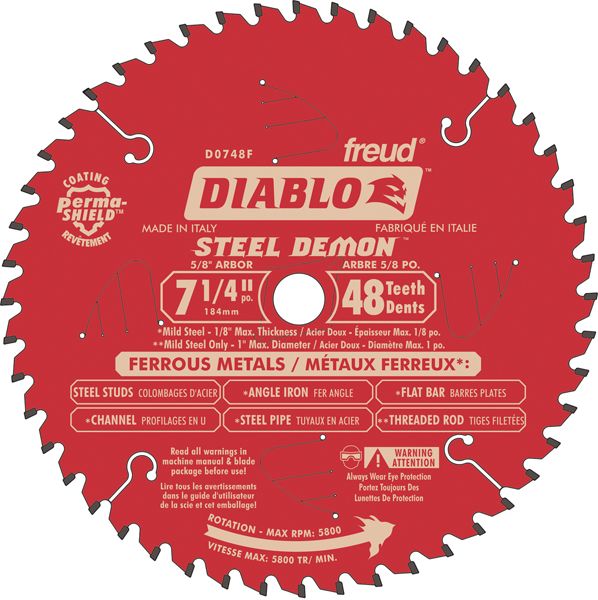 D0748F
freud®
DIABLO™
COATING
perma-
SHIELD™
REVÊTEMENT
MADE IN ITALY
FABRIQUÉ EN ITALIE
STEEL DEMON™
5/8" ARBOR
ARBRE 5/8 PO.
7 1/4" po.
184mm
48 Teeth
Dents
*Mild Steel - 1/8" Max. Thickness / Acier Doux - Épaisseur Max. 1/8 po.
**Mild Steel Only - 1" Max. Diameter / Acier Doux - Diamètre Max. 1 po.
FERROUS METALS / MÉTAUX FERREUX*:
STEEL STUDS COLOMBAGES D'ACIER
*ANGLE IRON FER ANGLE
*FLAT BAR BARRES PLATES
*CHANNEL PROFILAGES EN U
*STEEL PIPE TUYAUX EN ACIER
**THREADED ROD TIGES FILETÉES
Read all warnings in
machine manual & blade
package before use!
Lire tous les avertissements
dans le guide d'utilisateur
de la scie et cet emballage!
WARNING
ATTENTION
Always Wear Eye Protection
Portez Toujours Des
Lunettes De Protection
ROTATION - MAX RPM: 5800
VITESSE MAX: 5800 TR/ MIN.